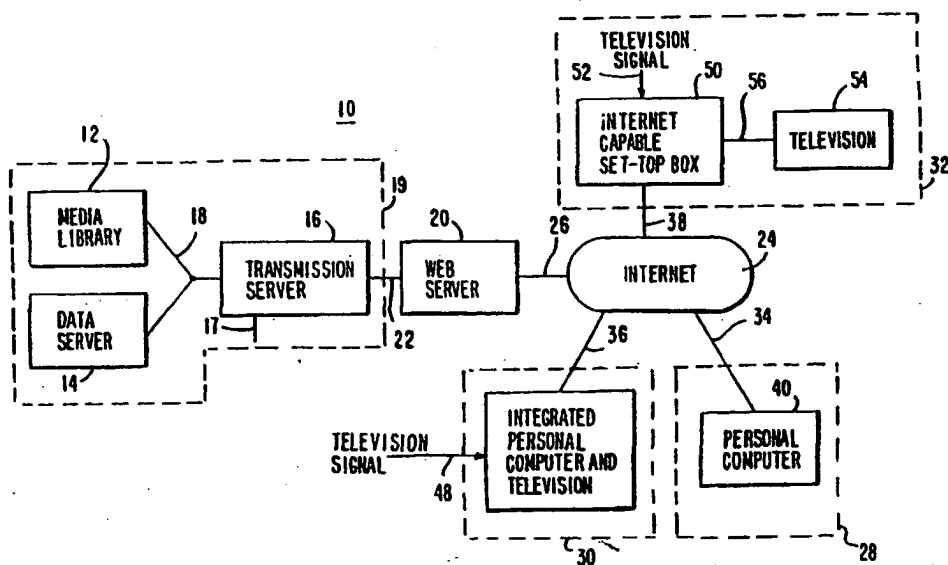 TELEVISION
SIGNAL
52
50
56
54
INTERNET
CAPABLE
SET-TOP BOX
TELEVISION
32
10
12
MEDIA
LIBRARY
18
16
19
TRANSMISSION
SERVER
20
WEB
SERVER
26
38
24
INTERNET
DATA
SERVER
14
17
22
36
34
TELEVISION
SIGNAL
48
INTEGRATED
PERSONAL
COMPUTER AND
TELEVISION
30
40
PERSONAL
COMPUTER
28